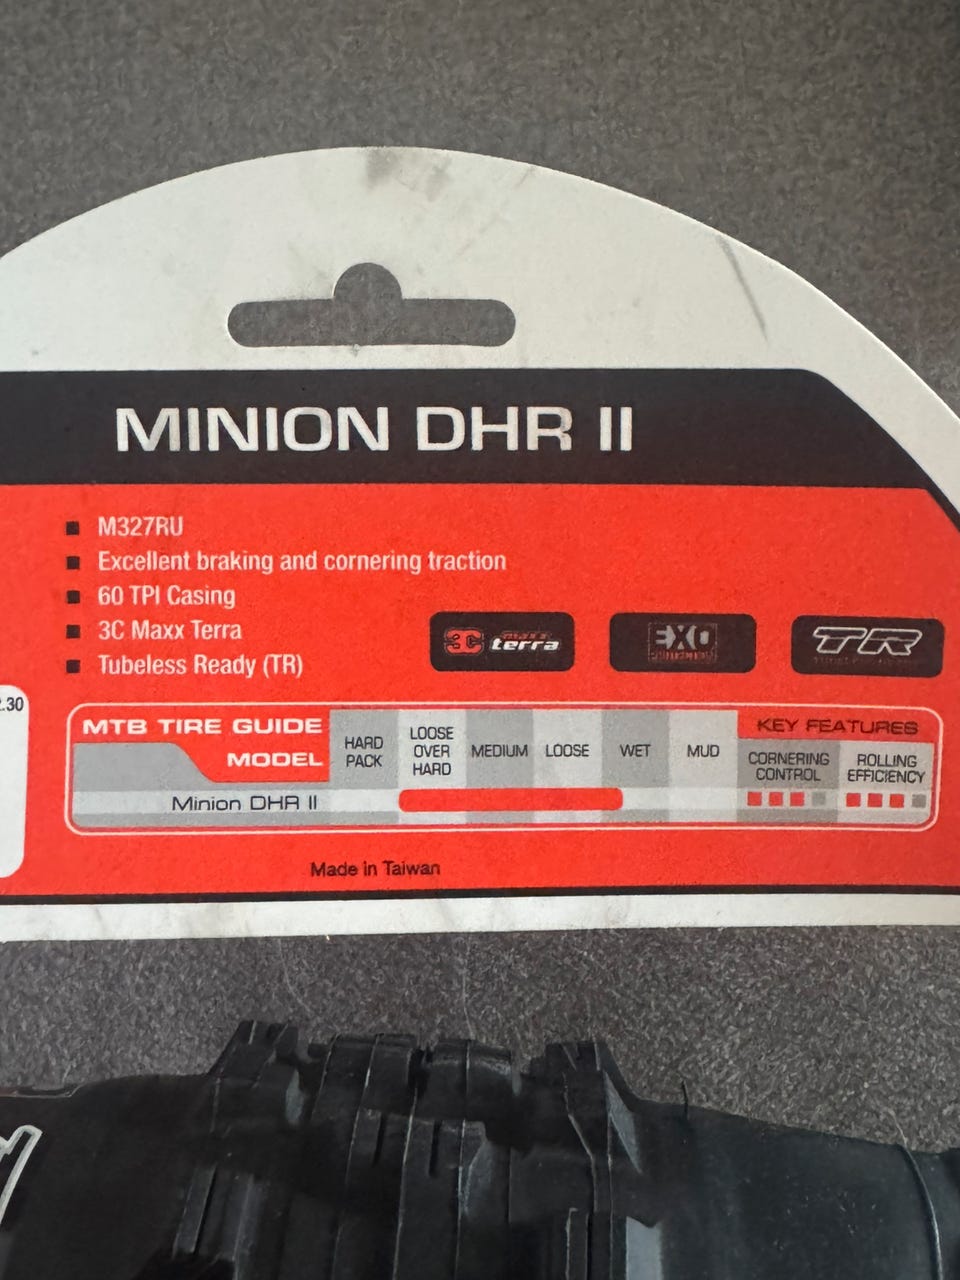 MINION DHR II
M327RU
Excellent braking and cornering traction
60 TPI Casing
3C Maxx Terra
Tubeless Ready (TR)
3C maxx terra
EXO
PROTECTION
TR
.30
MTB TIRE GUIDE
MODEL
HARD PACK
LOOSE OVER HARD
MEDIUM
LOOSE
WET
MUD
KEY FEATURES
CORNERING CONTROL
ROLLING EFFICIENCY
Minion DHR II
Made in Taiwan